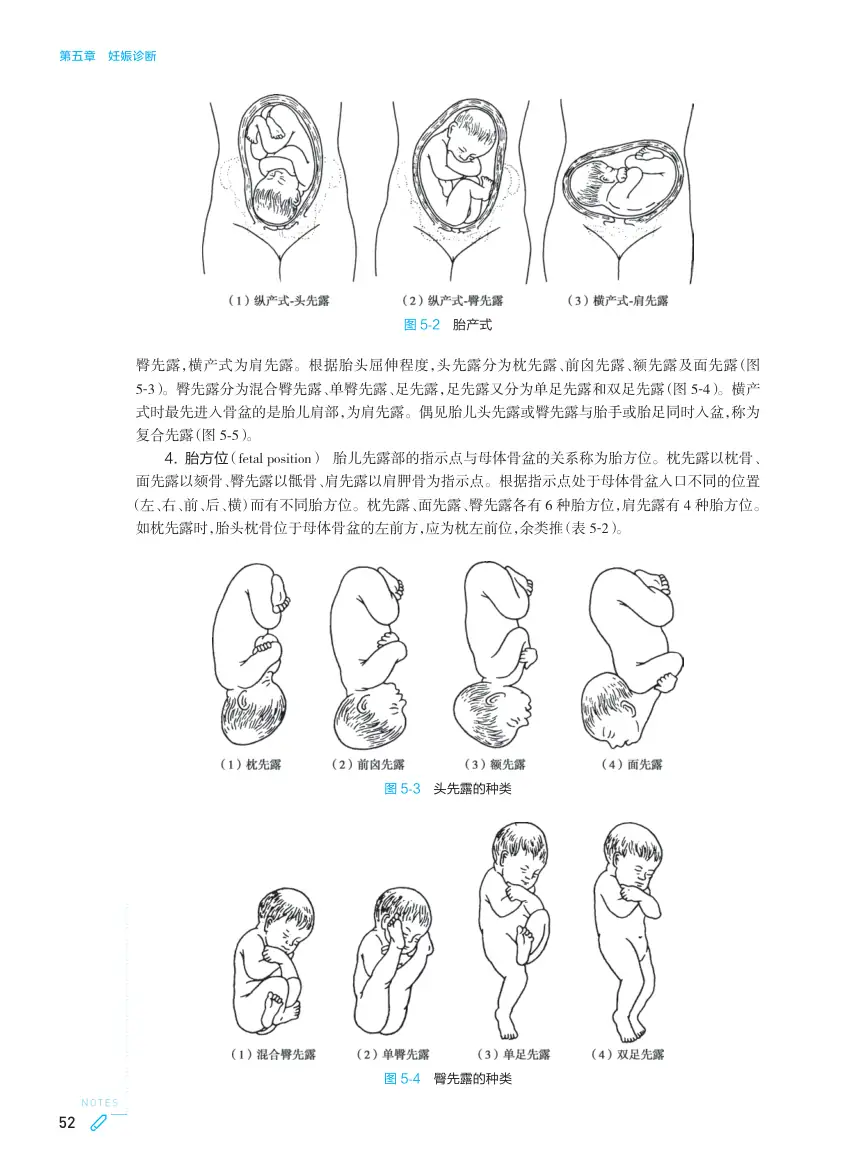 第五章　妊娠诊断
（1）纵产式-头先露　（2）纵产式-臀先露　（3）横产式-肩先露
图 5-2　胎产式
臀先露，横产式为肩先露。根据胎头屈伸程度，头先露分为枕先露、前囟先露、额先露及面先露（图
5-3）。臀先露分为混合臀先露、单臀先露、足先露，足先露又分为单足先露和双足先露（图 5-4）。横产
式时最先进入骨盆的是胎儿肩部，为肩先露。偶见胎儿头先露或臀先露与胎手或胎足同时入盆，称为
复合先露（图 5-5）。
4. 胎方位（fetal position）　胎儿先露部的指示点与母体骨盆的关系称为胎方位。枕先露以枕骨、
面先露以颏骨、臀先露以骶骨、肩先露以肩胛骨为指示点。根据指示点处于母体骨盆入口不同的位置
（左、右、前、后、横）而有不同胎方位。枕先露、面先露、臀先露各有 6 种胎方位，肩先露有 4 种胎方位。
如枕先露时，胎头枕骨位于母体骨盆的左前方，应为枕左前位，余类推（表 5-2）。
（1）枕先露　（2）前囟先露　（3）额先露　（4）面先露
图 5-3　头先露的种类
（1）混合臀先露　（2）单臀先露　（3）单足先露　（4）双足先露
图 5-4　臀先露的种类
NOTES
52